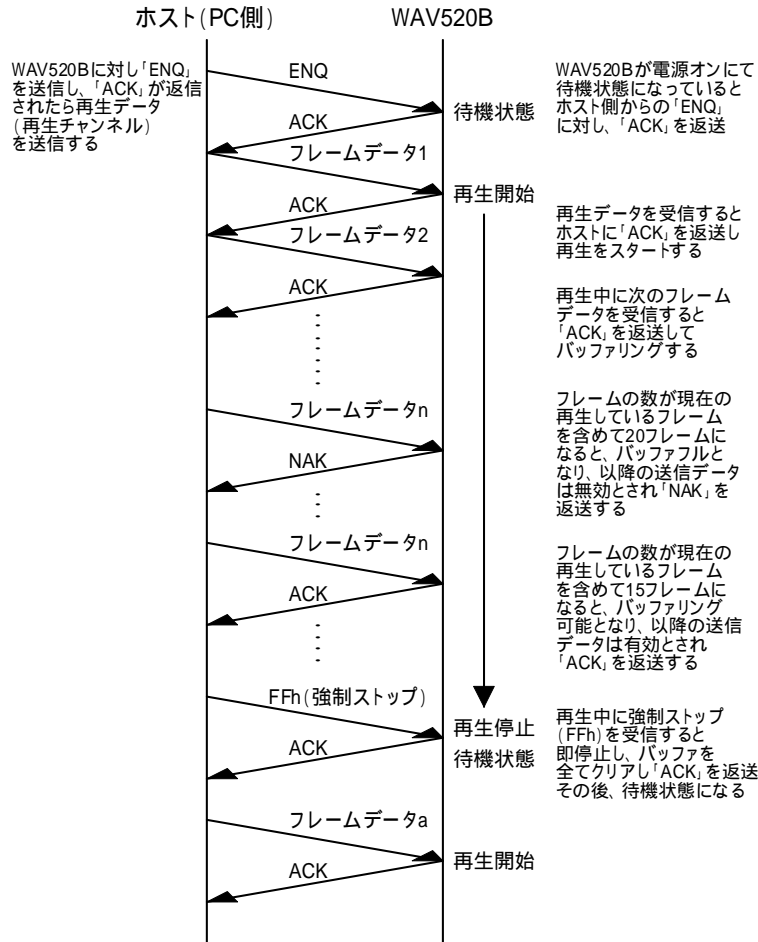 ホスト(PC側)
WAV520B
WAV520Bに対し「ENQ」
を送信し、「ACK」が返信
されたら再生データ
(再生チャンネル)
を送信する
ENQ
WAV520Bが電源オンにて
待機状態になっていると
ホスト側からの「ENQ」
に対し、「ACK」を返送
待機状態
ACK
フレームデータ1
再生開始
ACK
フレームデータ2
再生データを受信すると
ホストに「ACK」を返送し
再生をスタートする
ACK
再生中に次のフレーム
データを受信すると
「ACK」を返送して
バッファリングする
フレームデータn
NAK
フレームの数が現在の
再生しているフレーム
を含めて20フレームに
なると、バッファフルと
なり、以降の送信データ
は無効とされ「NAK」を
返送する
フレームデータn
ACK
フレームの数が現在の
再生しているフレーム
を含めて15フレームに
なると、バッファリング
可能となり、以降の送信
データは有効とされ
「ACK」を返送する
FFh(強制ストップ)
再生停止
ACK
待機状態
再生中に強制ストップ
(FFh)を受信すると
即停止し、バッファを
全てクリアし「ACK」を返送
その後、待機状態になる
フレームデータa
再生開始
ACK